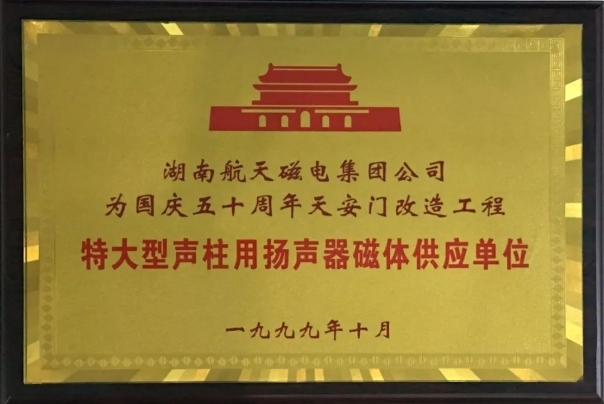 湖南航天磁电集团公司
为国庆五十周年天安门改造工程
特大型声柱用扬声器磁体供应单位
一九九九年十月